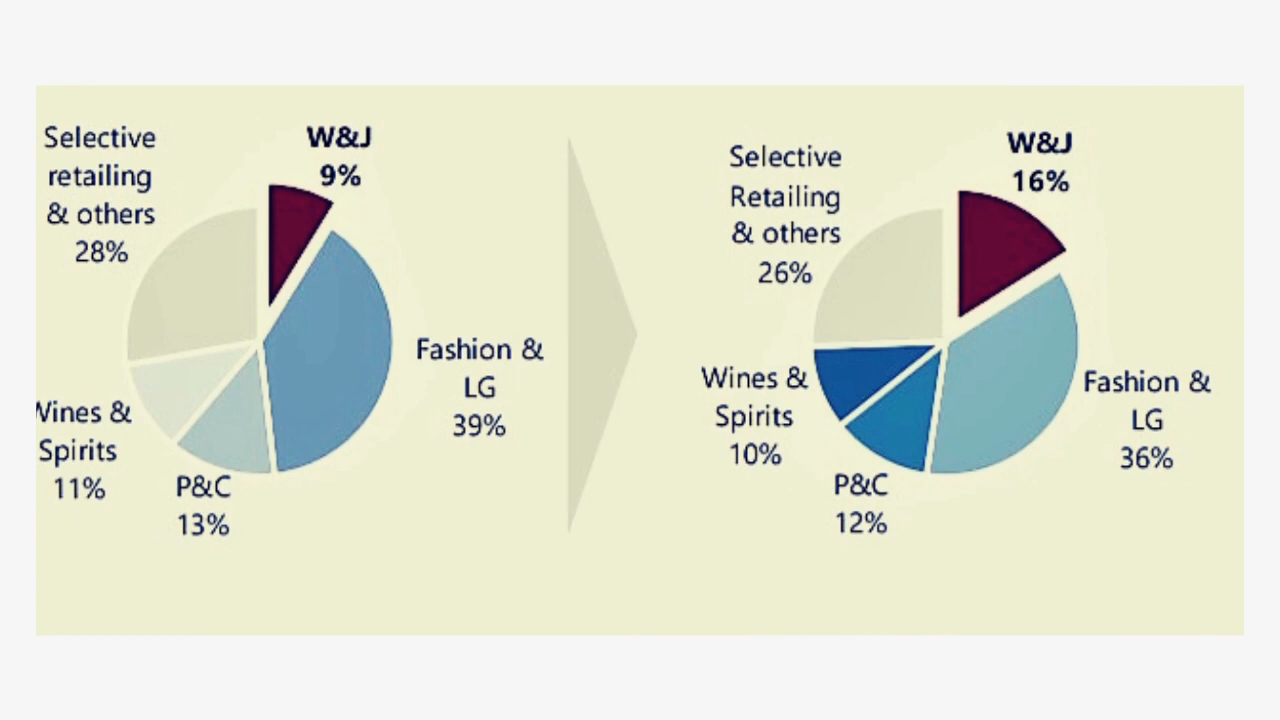 Selective
retailing
& others
28%
W&J
9%
Fashion &
LG
39%
Wines &
Spirits
11%
P&C
13%
Selective
Retailing
& others
26%
W&J
16%
Wines &
Spirits
10%
Fashion &
LG
36%
P&C
12%